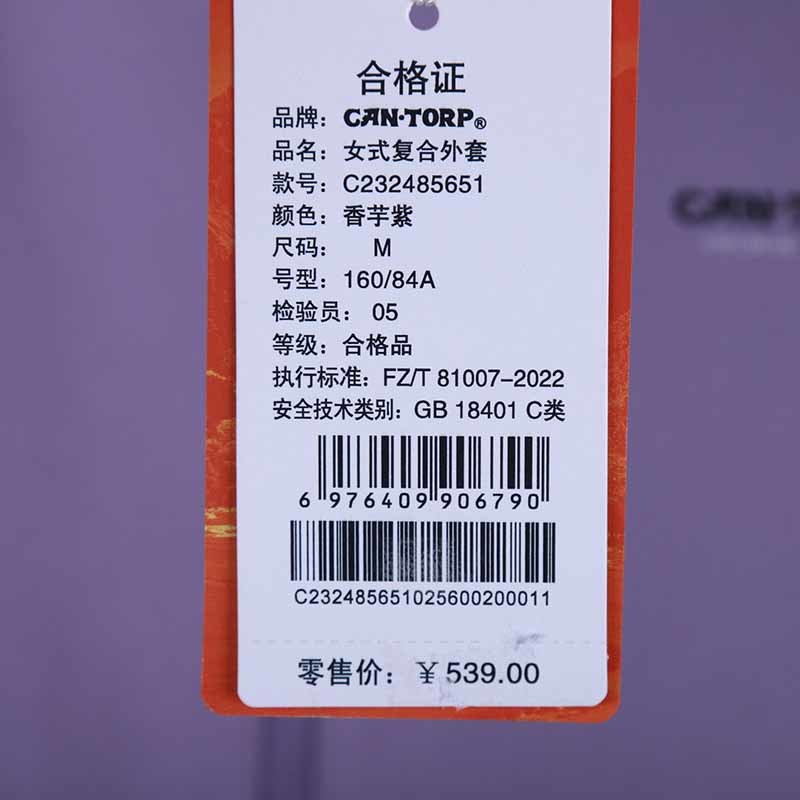 合格证
品牌：CAN·TORP®
品名：女式复合外套
款号：C232485651
颜色：香芋紫
尺码： M
号型：160/84A
检验员：05
等级：合格品
执行标准：FZ/T 81007-2022
安全技术类别：GB 18401 C类
6 976409 906790
C232485651025600200011
零售价：¥ 539.00